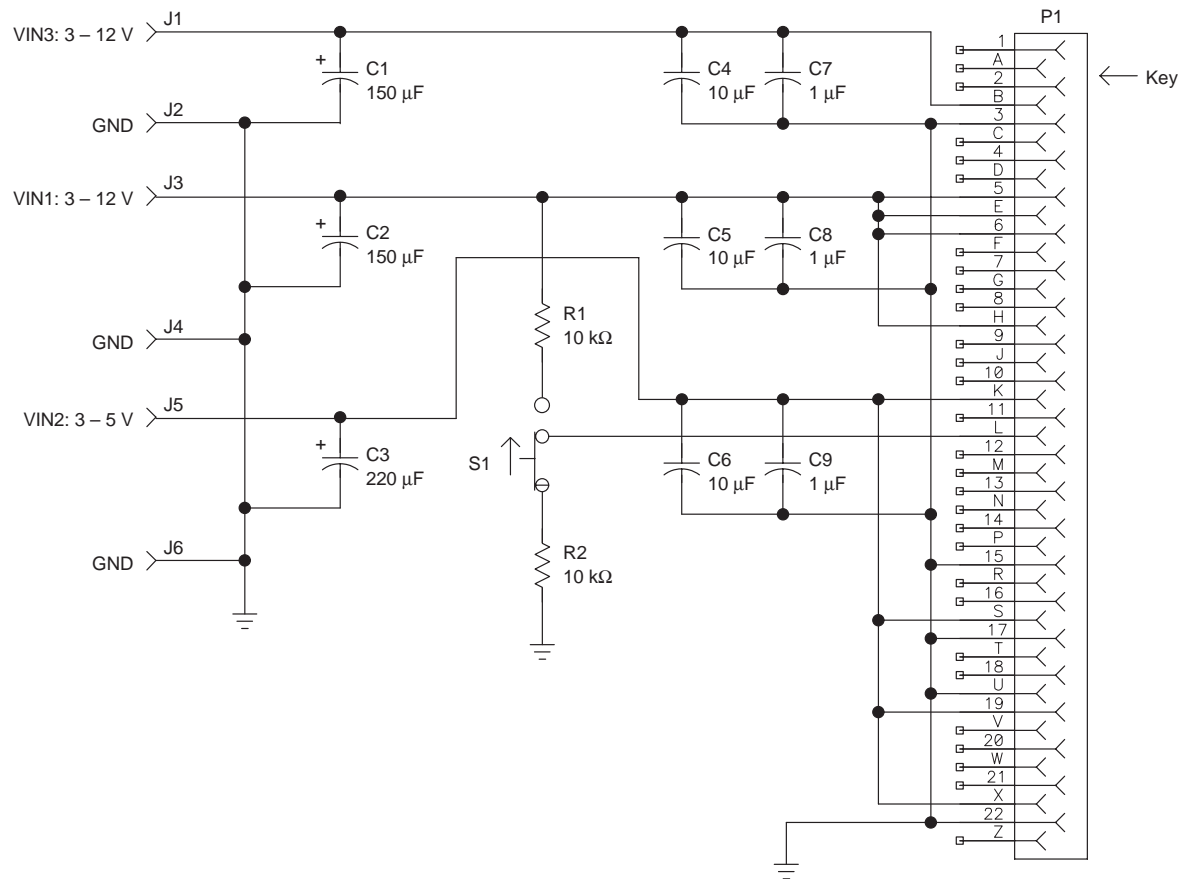 VIN3: 3 – 12 V
J1
+
C1
150 µF
C4
10 µF
C7
1 µF
P1
Key
GND
J2
VIN1: 3 – 12 V
J3
+
C2
150 µF
C5
10 µF
C8
1 µF
R1
10 kΩ
GND
J4
VIN2: 3 – 5 V
J5
+
C3
220 µF
S1
C6
10 µF
C9
1 µF
R2
10 kΩ
GND
J6
1
A
2
B
3
C
4
D
5
E
6
F
7
G
8
H
9
J
10
K
11
L
12
M
13
N
14
P
15
R
16
S
17
T
18
U
19
V
20
W
21
X
22
Z